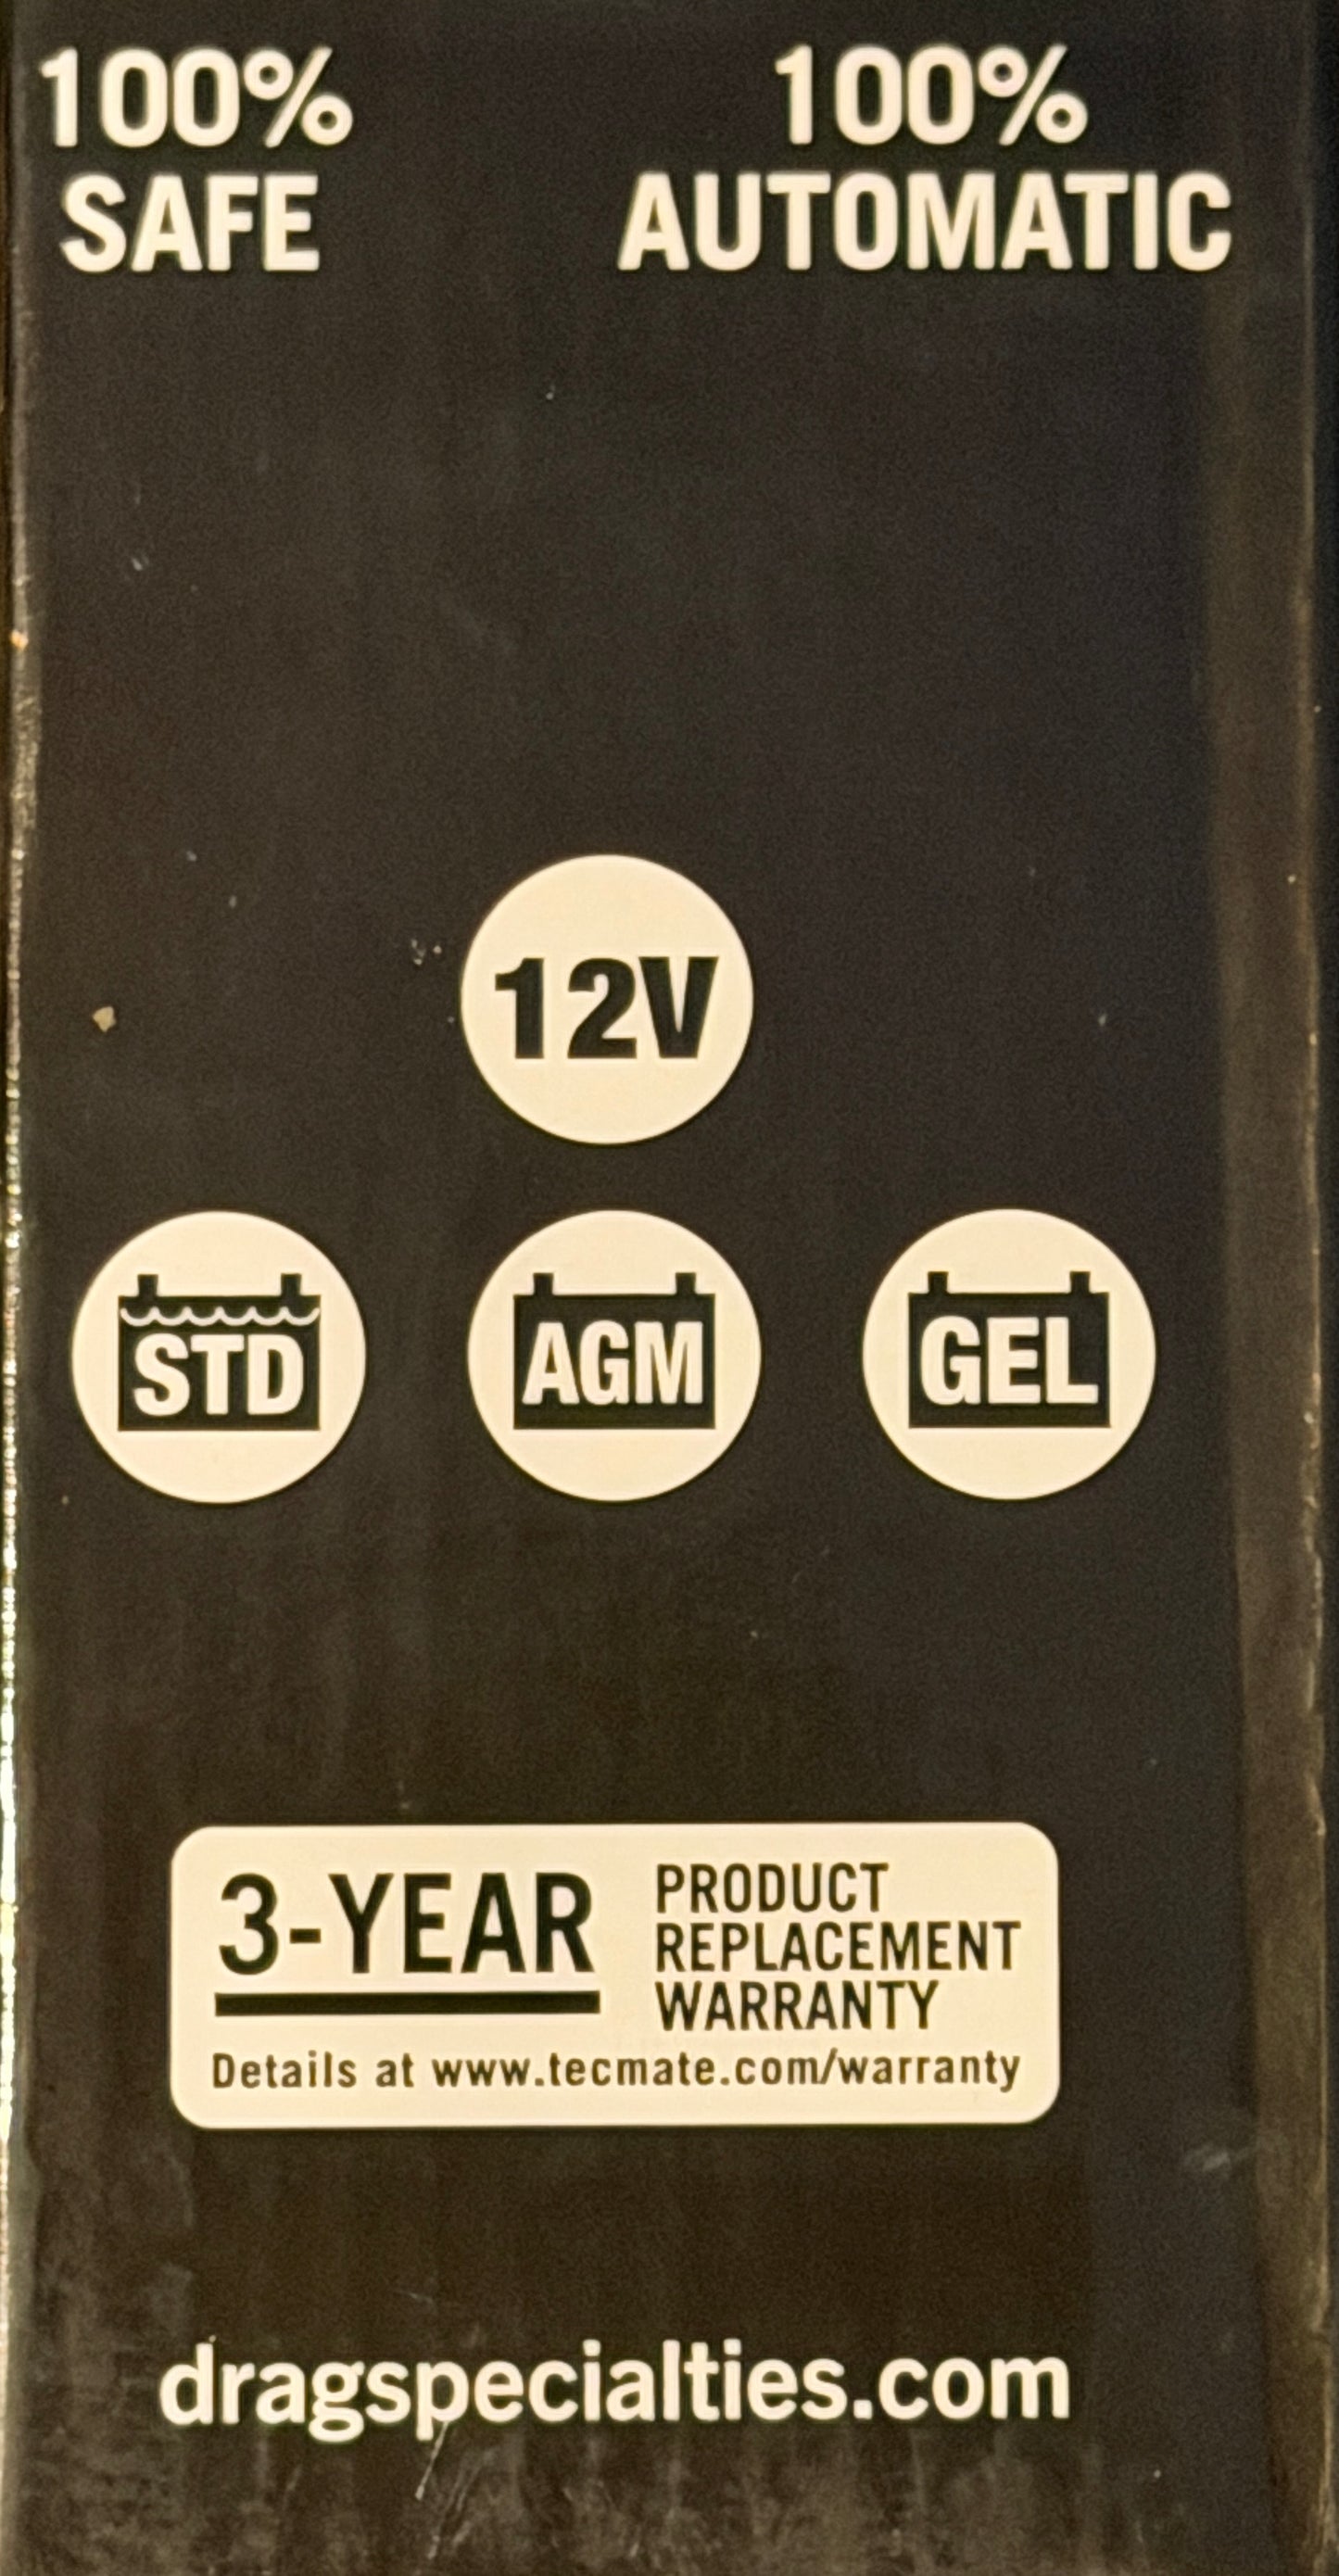 100%
SAFE
100%
AUTOMATIC
12V
STD
AGM
GEL
3-YEAR
PRODUCT
REPLACEMENT
WARRANTY
Details at www.tecmate.com/warranty
dragspecialties.com